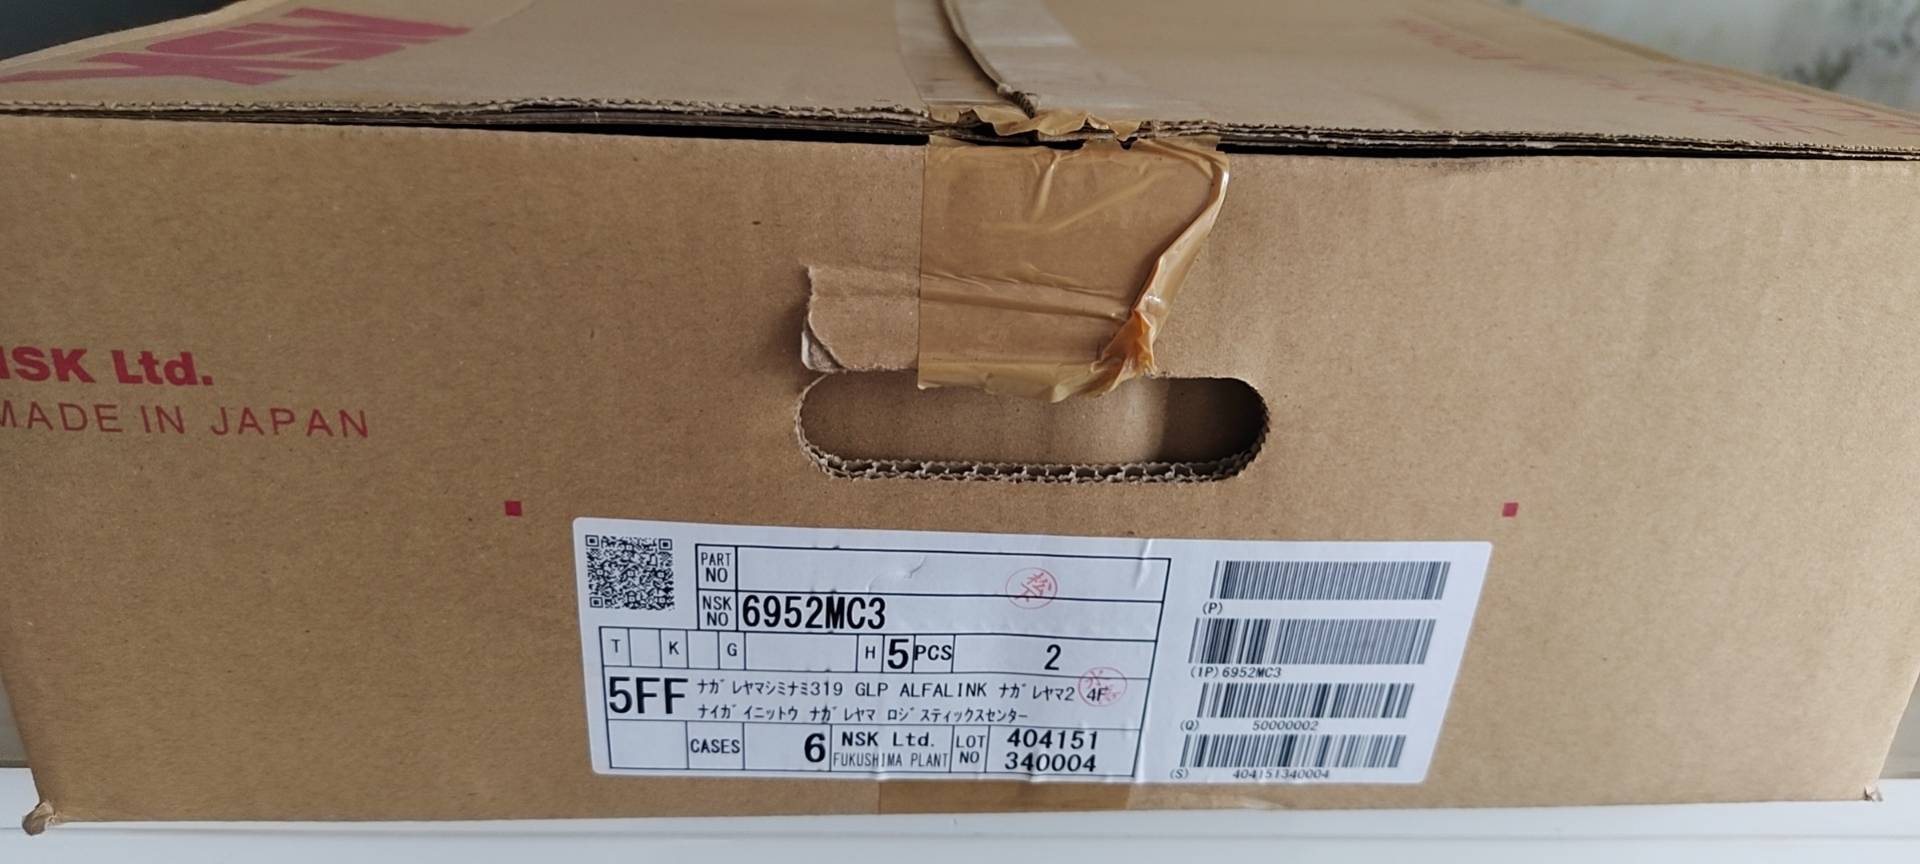 NSK
NSK Ltd.
MADE IN JAPAN
PART NO
NSK NO 6952MC3
T K G H 5 PCS 2
5FF ナガレヤマシミナミ319 GLP ALFALINK ナガレヤマ2 4F
ナイガイニットウ ナガレヤマ ロジスティックスセンター
CASES 6 NSK Ltd. FUKUSHIMA PLANT LOT NO 404151 340004
(P)
(1P) 6952MC3
(Q) 50000002
(S) 404151340004